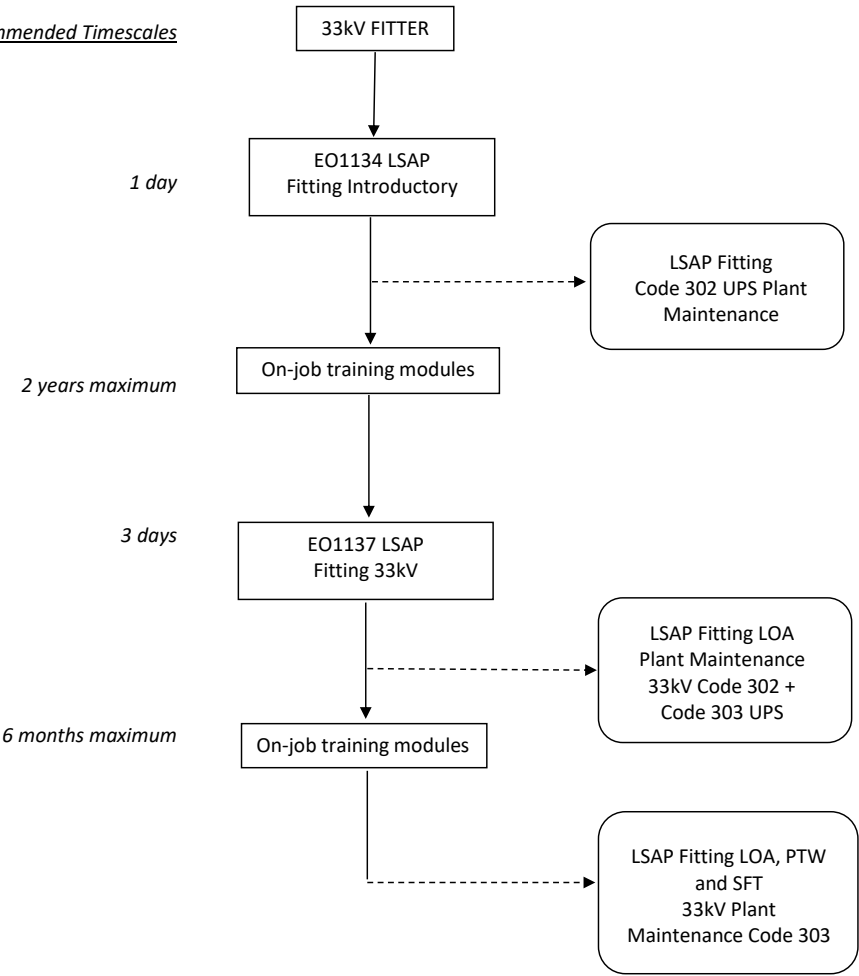 Timescales
33kV FITTER
1 day
EO1134 LSAP
Fitting Introductory
LSAP Fitting
Code 302 UPS Plant
Maintenance
2 years maximum
On-job training modules
3 days
EO1137 LSAP
Fitting 33kV
LSAP Fitting LOA
Plant Maintenance
33kV Code 302 +
Code 303 UPS
6 months maximum
On-job training modules
LSAP Fitting LOA, PTW
and SFT
33kV Plant
Maintenance Code 303